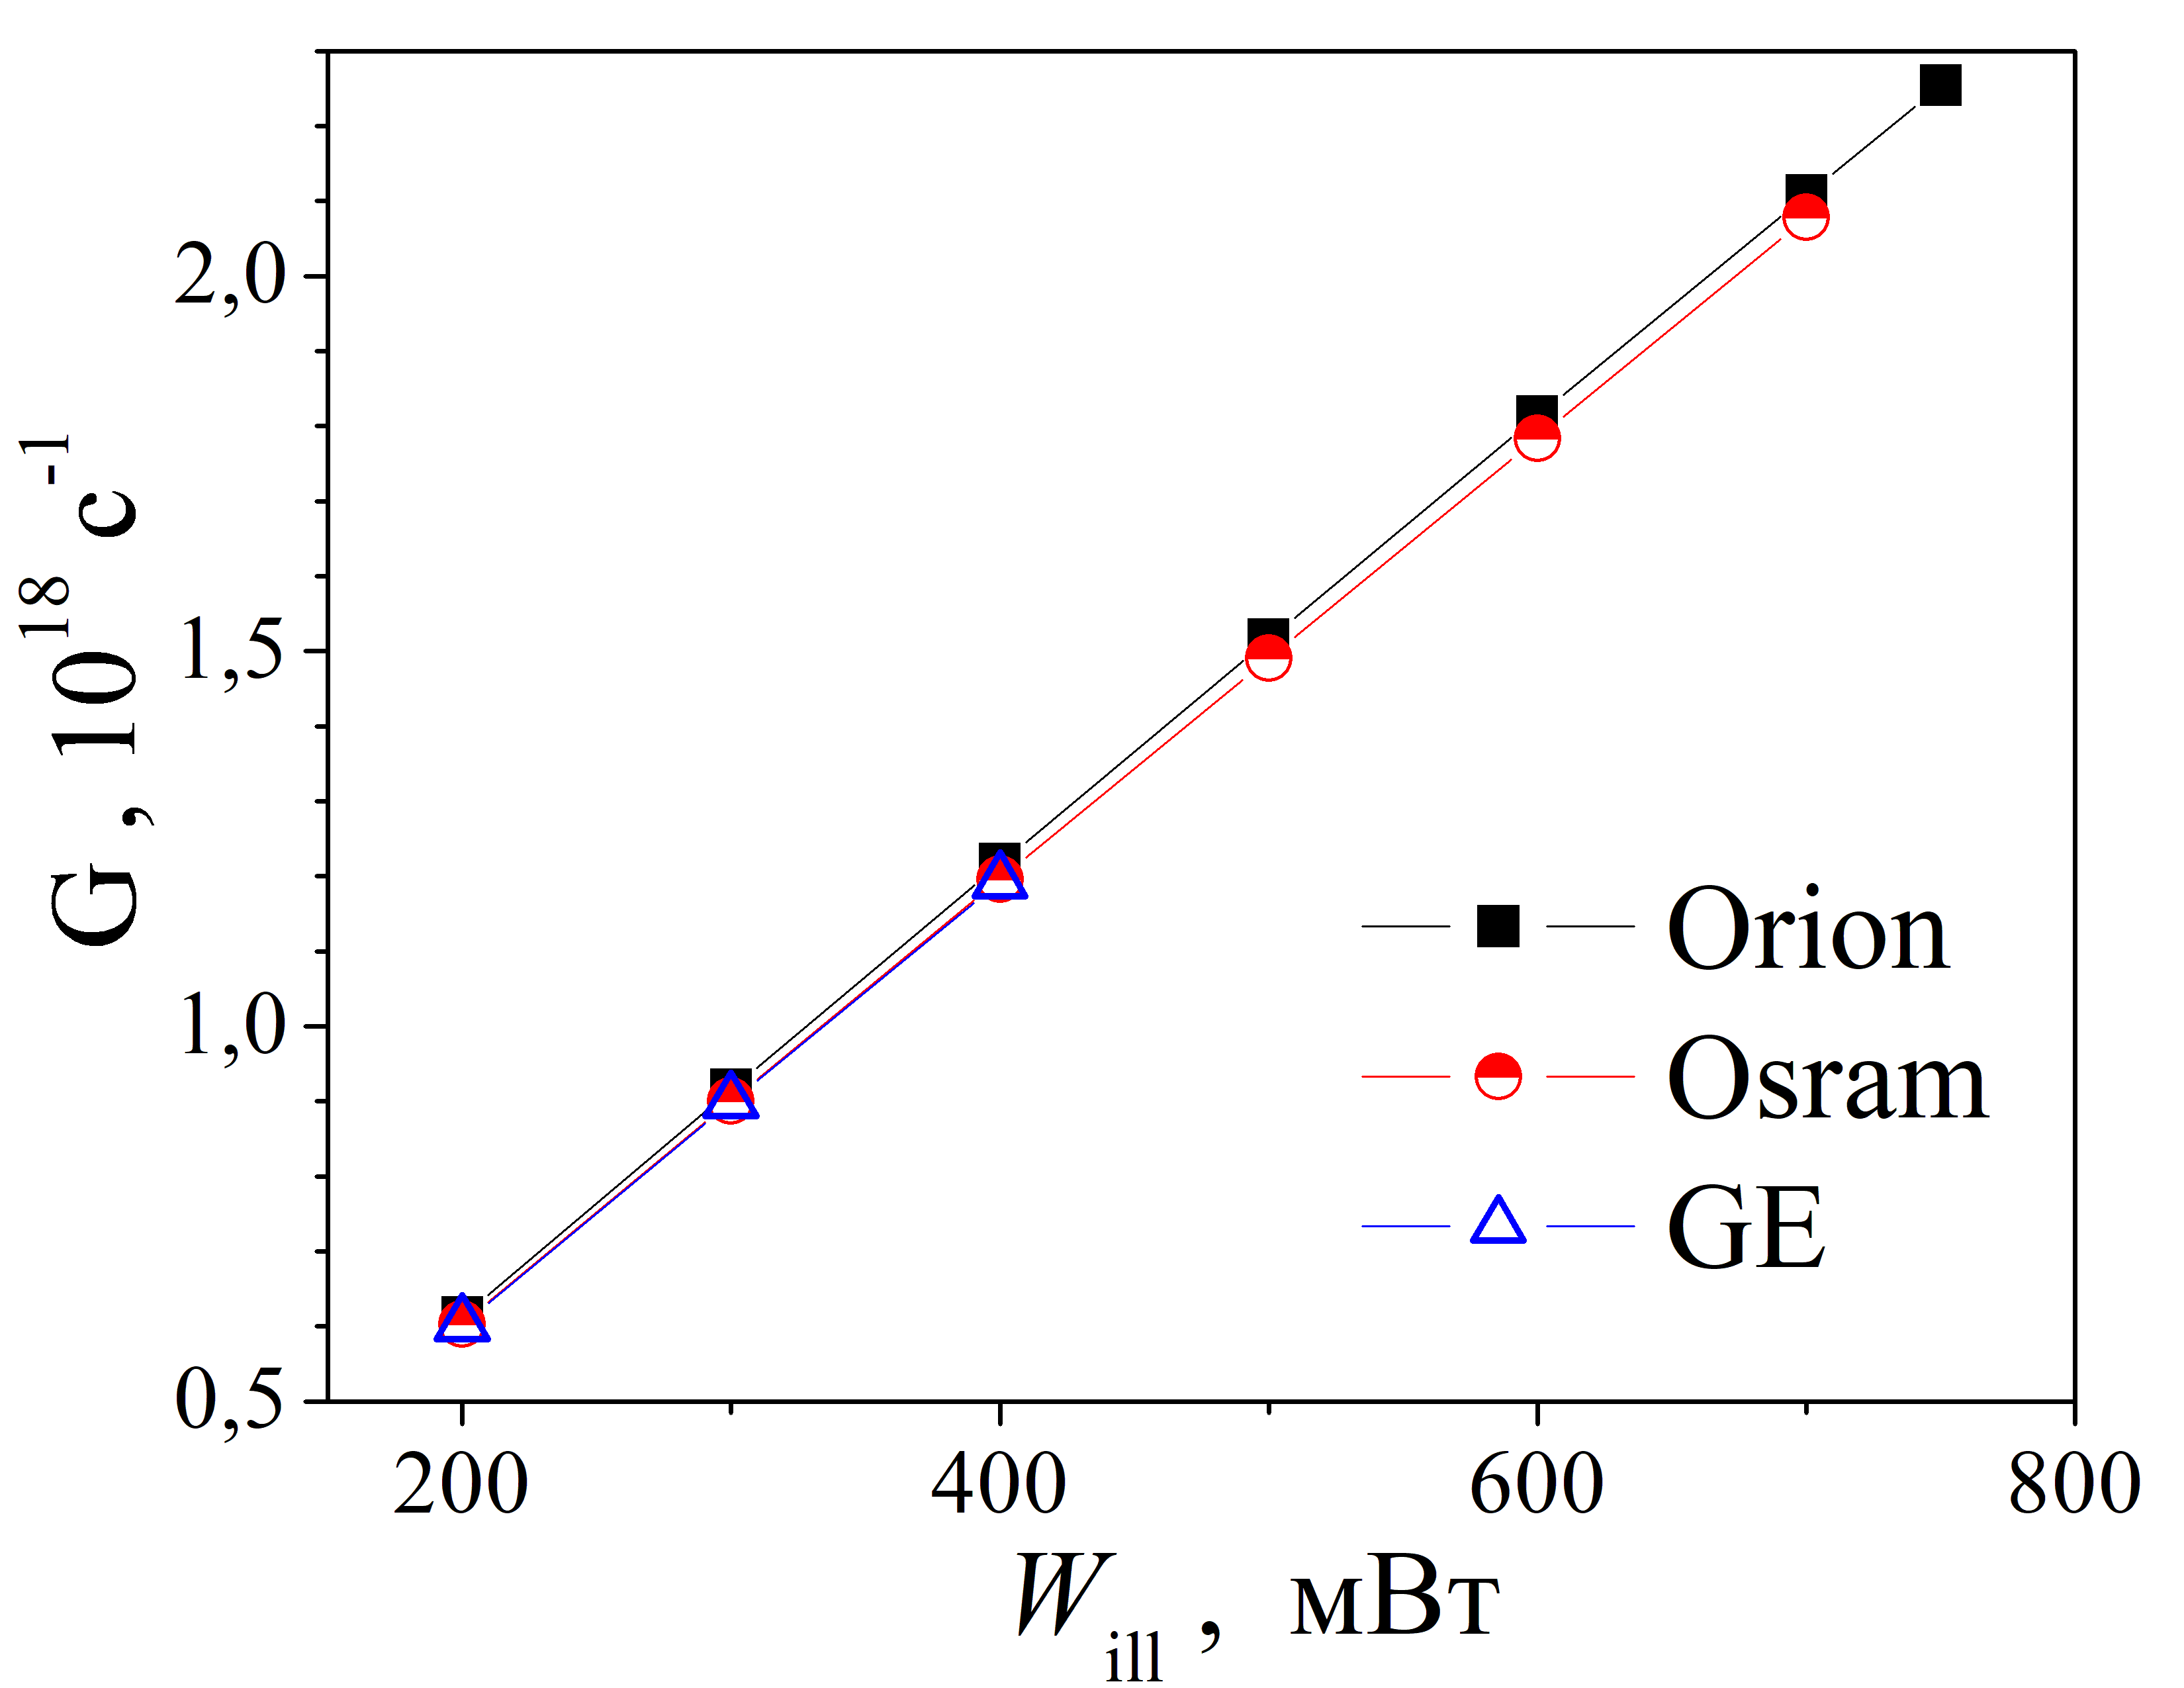 G, 10^18 c^-1
2,0
1,5
1,0
0,5
200 400 600 800
W_ill , мВт
Orion
Osram
GE